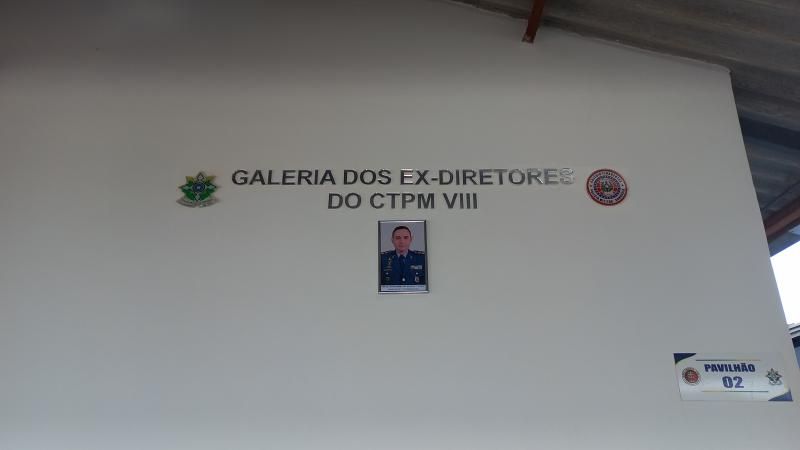 GALERIA DOS EX-DIRETORES
DO CTPM VIII
PAVILHÃO
02